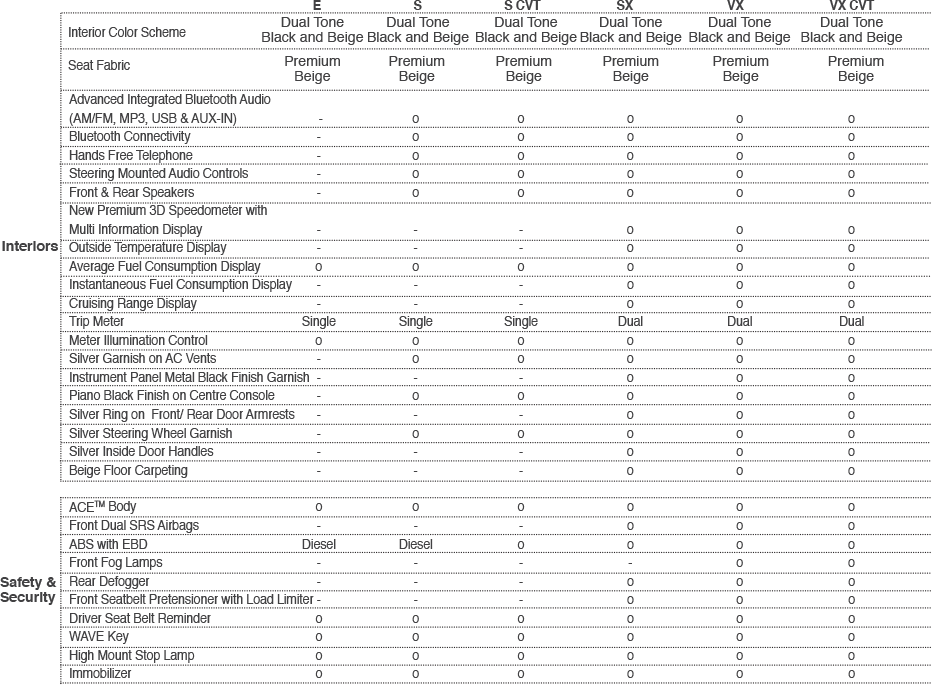 E S S CVT SX VX VX CVT
Dual Tone Dual Tone Dual Tone Dual Tone Dual Tone Dual Tone
Interior Color Scheme Black and Beige Black and Beige Black and Beige Black and Beige Black and Beige Black and Beige
Seat Fabric Premium Premium Premium Premium Premium Premium
Beige Beige Beige Beige Beige Beige
Advanced Integrated Bluetooth Audio
(AM/FM, MP3, USB & AUX-IN) - o o o o o
Bluetooth Connectivity - o o o o o
Hands Free Telephone - o o o o o
Steering Mounted Audio Controls - o o o o o
Front & Rear Speakers - o o o o o
New Premium 3D Speedometer with
Multi Information Display - - - o o o
Interiors Outside Temperature Display - - - o o o
Average Fuel Consumption Display o o o o o o
Instantaneous Fuel Consumption Display - - - o o o
Cruising Range Display - - - o o o
Trip Meter Single Single Single Dual Dual Dual
Meter Illumination Control o o o o o o
Silver Garnish on AC Vents - o o o o o
Instrument Panel Metal Black Finish Garnish - - - o o o
Piano Black Finish on Centre Console - o o o o o
Silver Ring on Front/ Rear Door Armrests - - - o o o
Silver Steering Wheel Garnish - o o o o o
Silver Inside Door Handles - - - o o o
Beige Floor Carpeting - - - o o o
ACE™ Body o o o o o o
Front Dual SRS Airbags - - - o o o
ABS with EBD Diesel Diesel o o o o
Front Fog Lamps - - - - o o
Safety & Rear Defogger - - - o o o
Security Front Seatbelt Pretensioner with Load Limiter - - - o o o
Driver Seat Belt Reminder o o o o o o
WAVE Key o o o o o o
High Mount Stop Lamp o o o o o o
Immobilizer o o o o o o